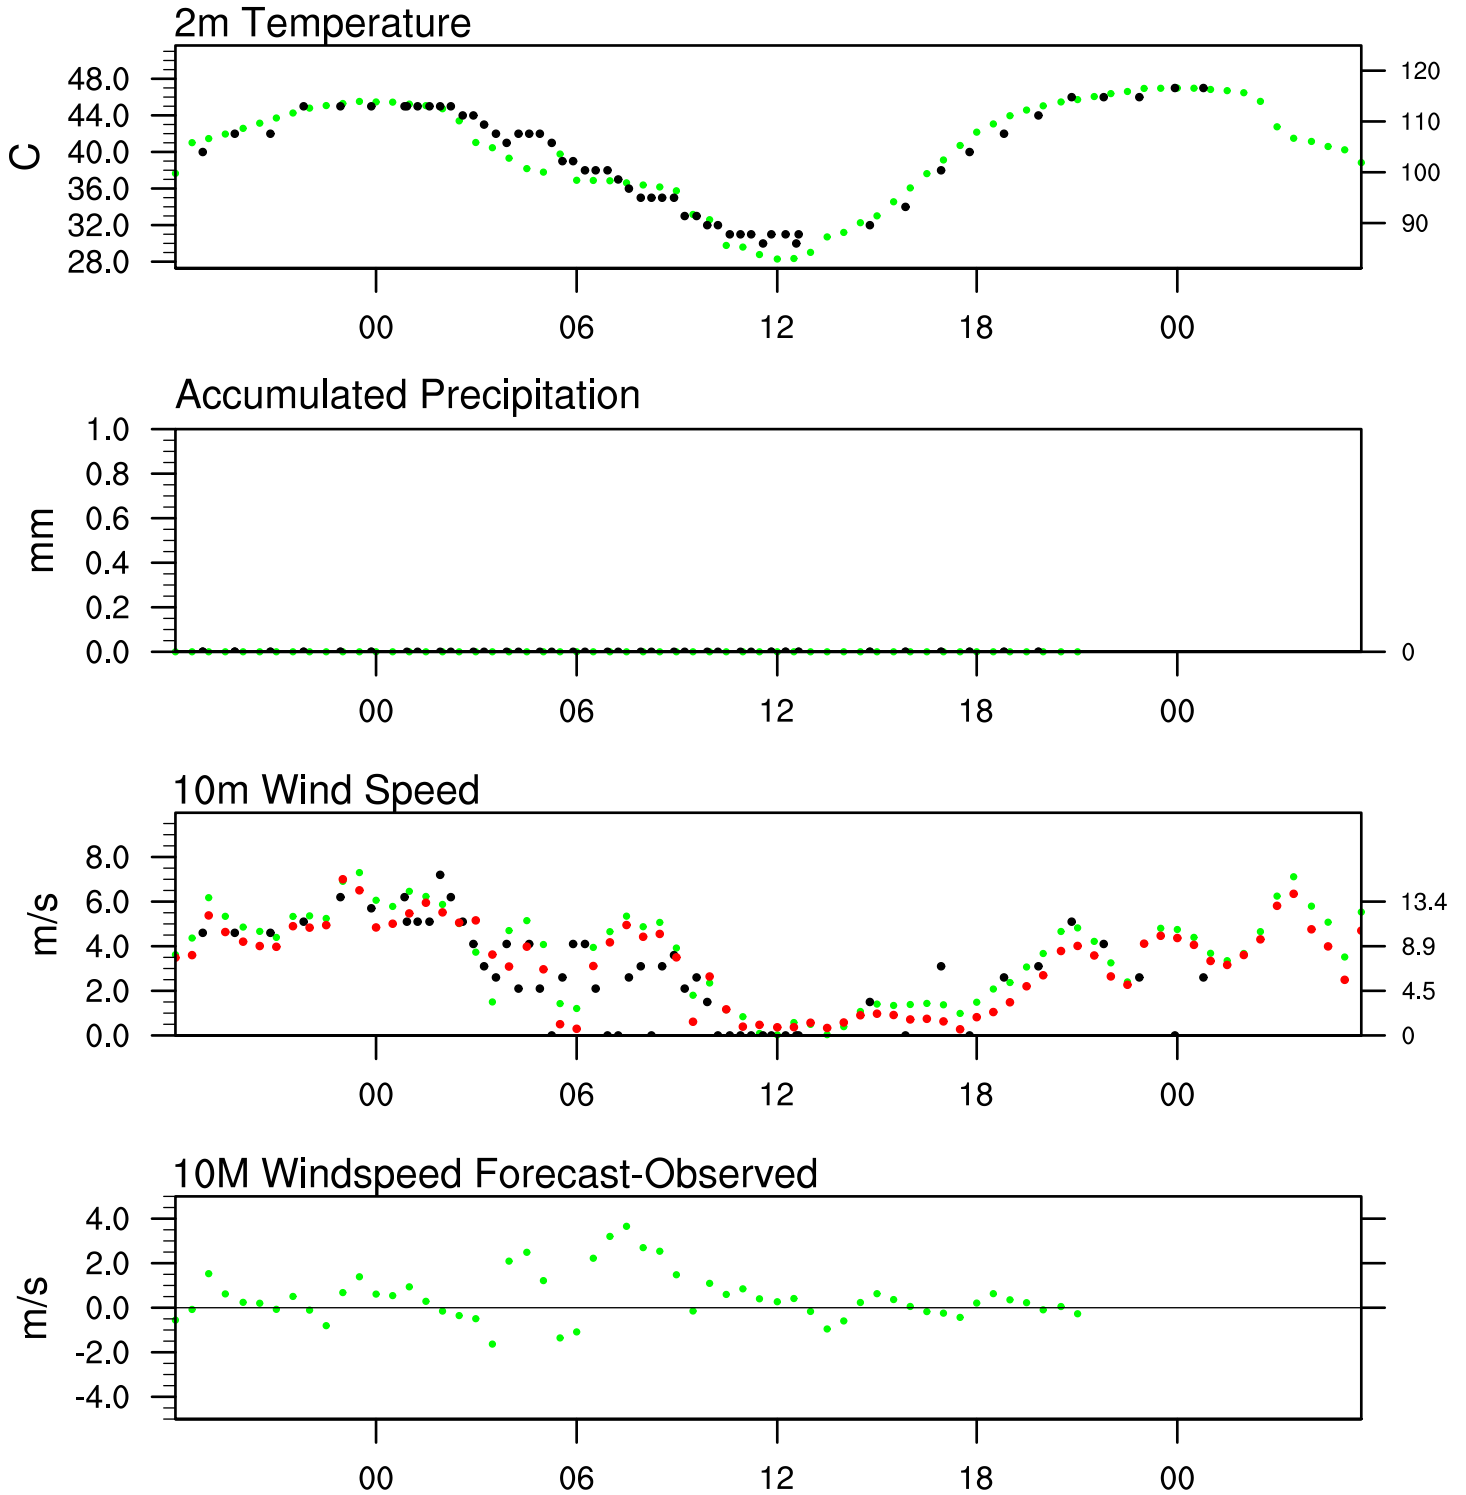 2m Temperature
48.0
44.0
40.0
36.0
32.0
28.0
C
120
110
100
90
00 06 12 18 00
Accumulated Precipitation
1.0
0.8
0.6
0.4
0.2
0.0
mm
0
00 06 12 18 00
10m Wind Speed
8.0
6.0
4.0
2.0
0.0
m/s
13.4
8.9
4.5
0
00 06 12 18 00
10M Windspeed Forecast-Observed
4.0
2.0
0.0
-2.0
-4.0
m/s
00 06 12 18 00